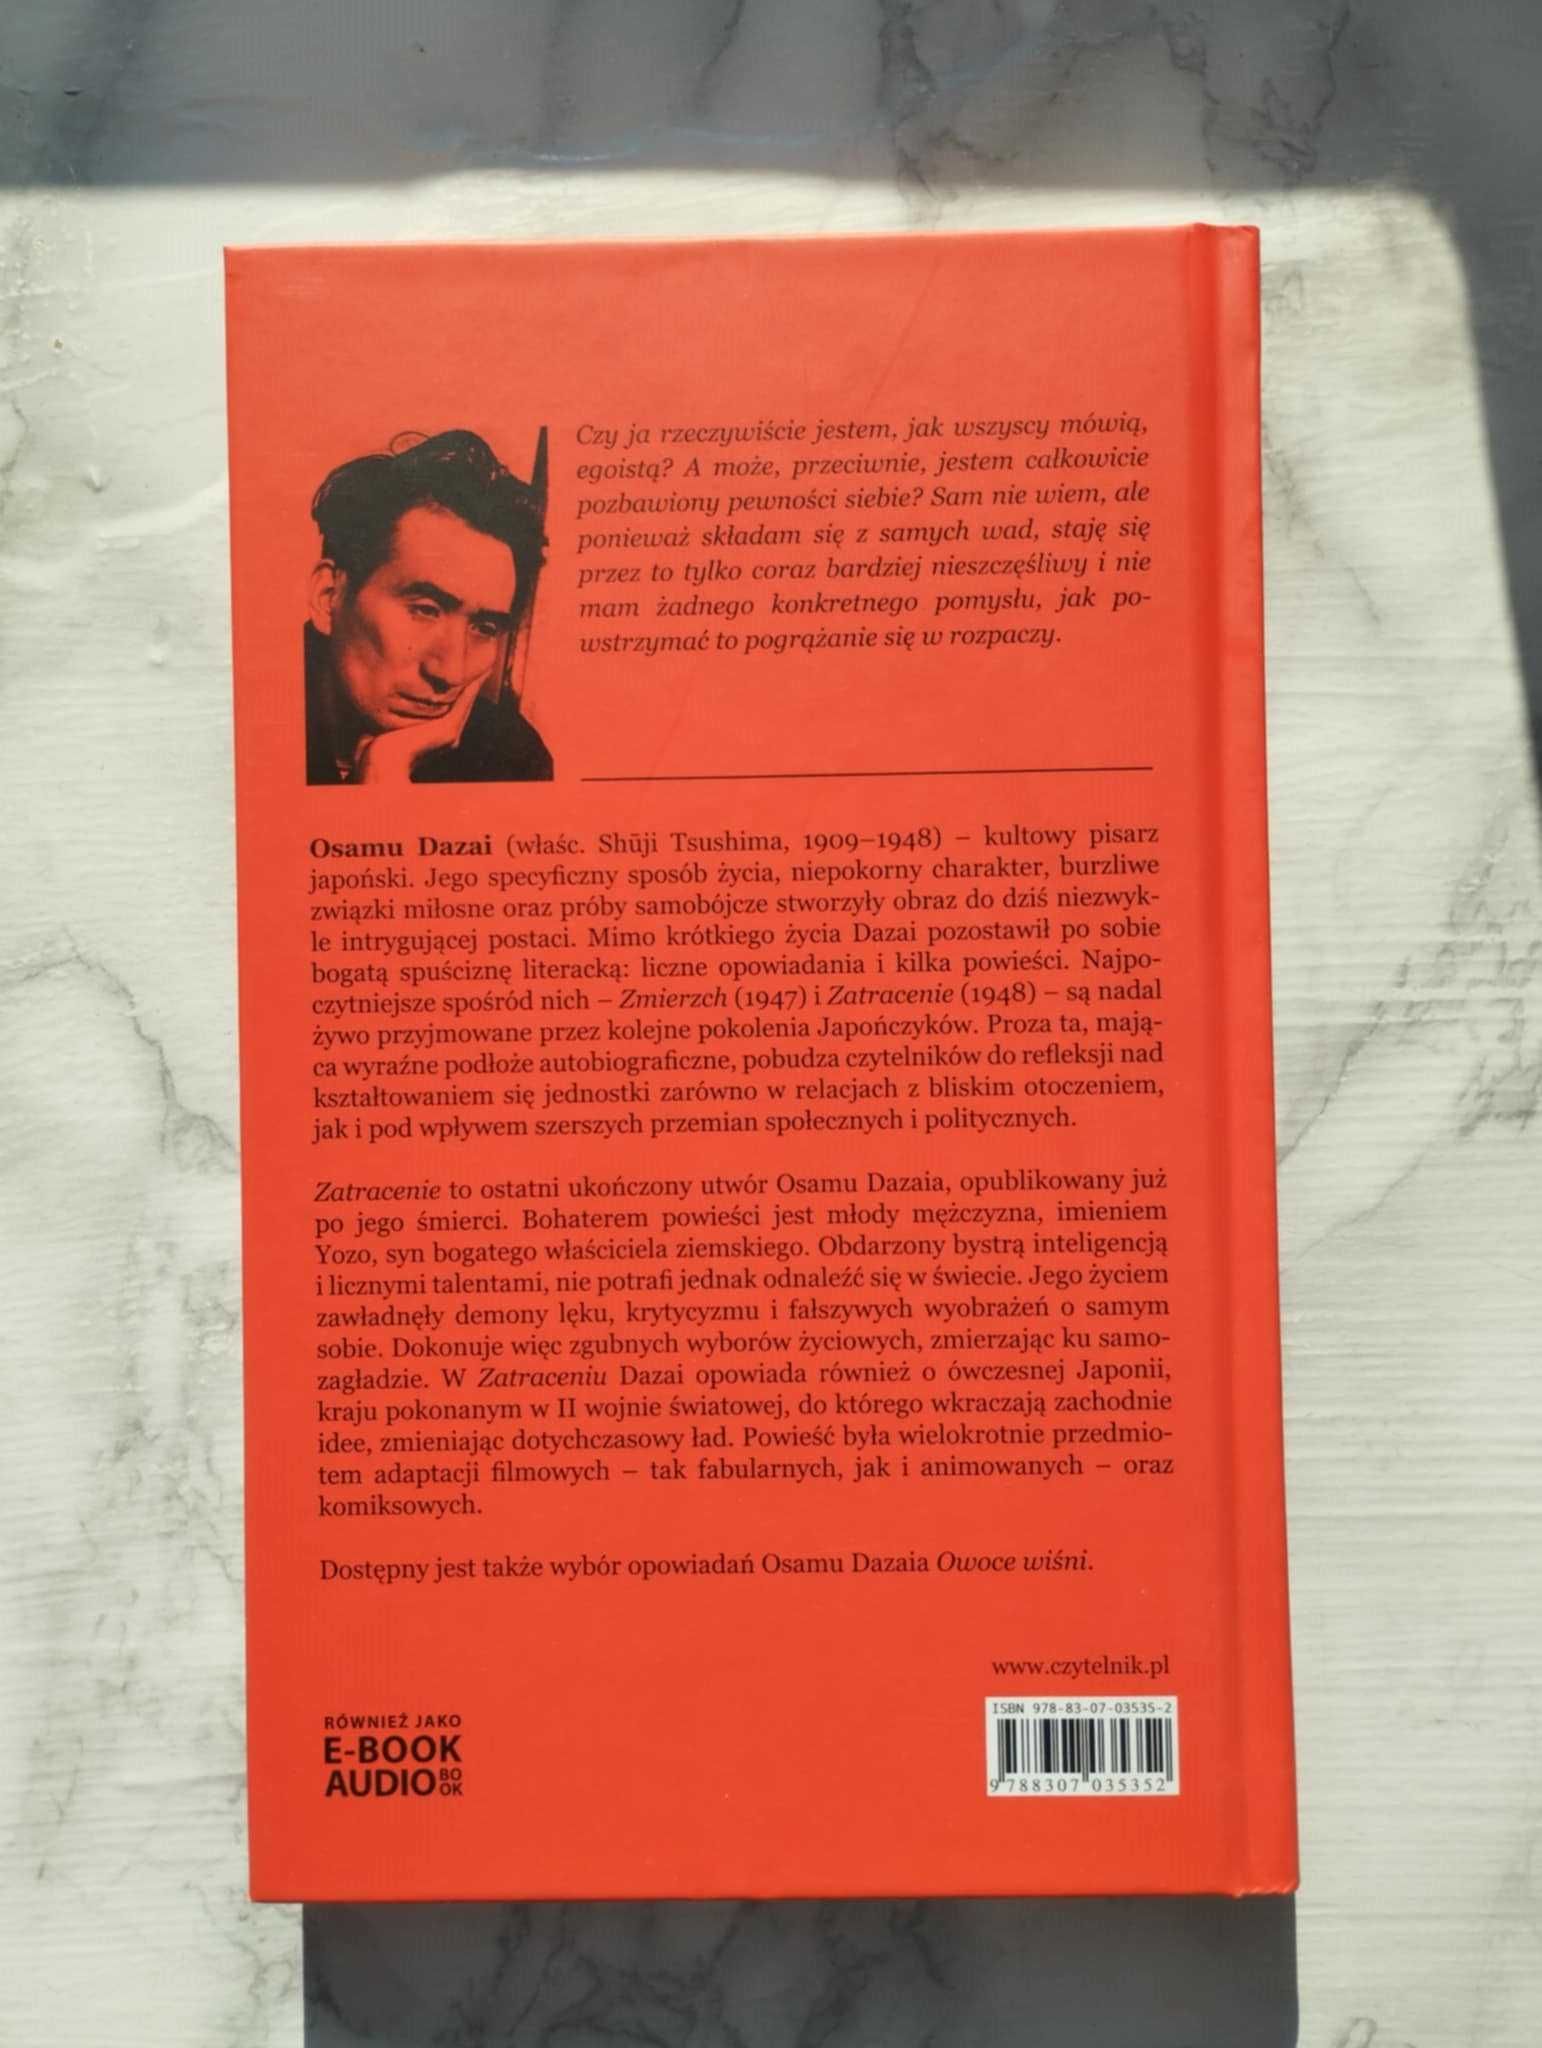 Czy ja rzeczywiście jestem, jak wszyscy mówią,
egoistą? A może, przeciwnie, jestem całkowicie
pozbawiony pewności siebie? Sam nie wiem, ale
ponieważ składam się z samych wad, staję się
przez to tylko coraz bardziej nieszczęśliwy i nie
mam żadnego konkretnego pomysłu, jak po-
wstrzymać to pogrążanie się w rozpaczy.
Osamu Dazai (właśc. Shūji Tsushima, 1909–1948) – kultowy pisarz
japoński. Jego specyficzny sposób życia, niepokorny charakter, burzliwe
związki miłosne oraz próby samobójcze stworzyły obraz do dziś niezwyk-
le intrygującej postaci. Mimo krótkiego życia Dazai pozostawił po sobie
bogatą spuściznę literacką: liczne opowiadania i kilka powieści. Najpo-
czytniejsze spośród nich – Zmierzch (1947) i Zatracenie (1948) – są nadal
żywo przyjmowane przez kolejne pokolenia Japończyków. Proza ta, mają-
ca wyraźne podłoże autobiograficzne, pobudza czytelników do refleksji nad
kształtowaniem się jednostki zarówno w relacjach z bliskim otoczeniem,
jak i pod wpływem szerszych przemian społecznych i politycznych.
Zatracenie to ostatni ukończony utwór Osamu Dazaia, opublikowany już
po jego śmierci. Bohaterem powieści jest młody mężczyzna, imieniem
Yozo, syn bogatego właściciela ziemskiego. Obdarzony bystrą inteligencją
i licznymi talentami, nie potrafi jednak odnaleźć się w świecie. Jego życiem
zawładnęły demony lęku, krytycyzmu i fałszywych wyobrażeń o samym
sobie. Dokonuje więc zgubnych wyborów życiowych, zmierzając ku samo-
zagładzie. W Zatraceniu Dazai opowiada również o ówczesnej Japonii,
kraju pokonanym w II wojnie światowej, do którego wkraczają zachodnie
idee, zmieniając dotychczasowy ład. Powieść była wielokrotnie przedmio-
tem adaptacji filmowych – tak fabularnych, jak i animowanych – oraz
komiksowych.
Dostępny jest także wybór opowiadań Osamu Dazaia Owoce wiśni.
www.czytelnik.pl
ISBN 978-83-07-03535-2
9 788307 035352
RÓWNIEŻ JAKO
E-BOOK
AUDIOBOOK